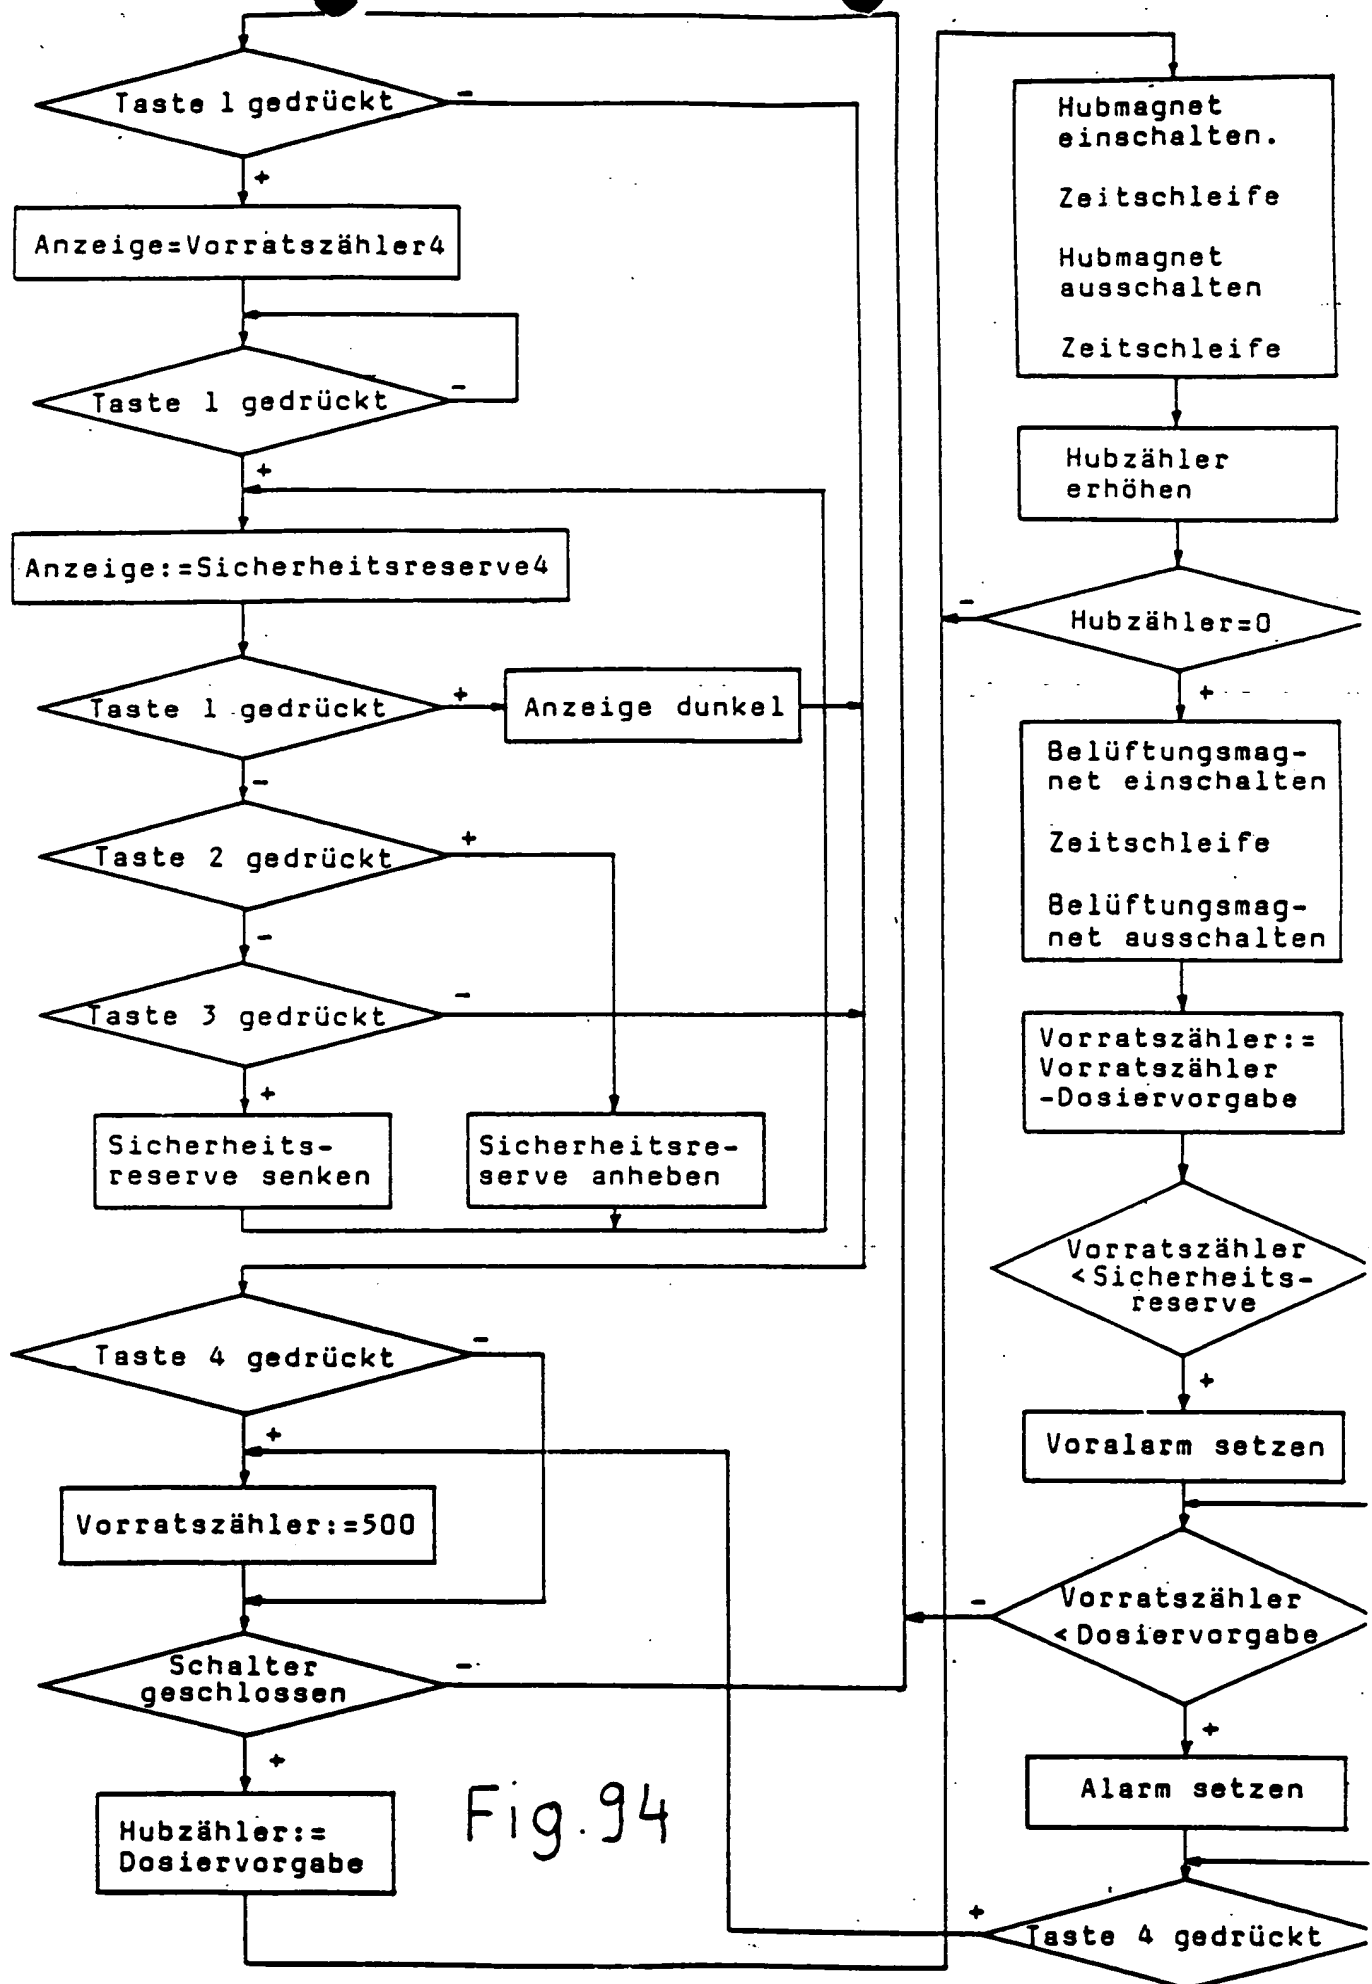 Taste 1 gedrückt
-
+
Anzeige=Vorratszähler4
Taste 1 gedrückt
-
+
Anzeige:=Sicherheitsreserve4
Taste 1 gedrückt
+
Anzeige dunkel
-
Taste 2 gedrückt
+
-
Taste 3 gedrückt
-
+
Sicherheits-
reserve senken
Sicherheitsre-
serve anheben
Taste 4 gedrückt
-
+
Vorratszähler:=500
Schalter
geschlossen
-
+
Hubzähler:=
Dosiervorgabe
Fig.94
Hubmagnet
einschalten.
Zeitschleife
Hubmagnet
ausschalten
Zeitschleife
Hubzähler
erhöhen
-
Hubzähler=0
+
Belüftungsmag-
net einschalten
Zeitschleife
Belüftungsmag-
net ausschalten
Vorratszähler:=
Vorratszähler
-Dosiervorgabe
Vorratszähler
<Sicherheits-
reserve
+
Voralarm setzen
-
Vorratszähler
<Dosiervorgabe
+
Alarm setzen
+
Taste 4 gedrückt